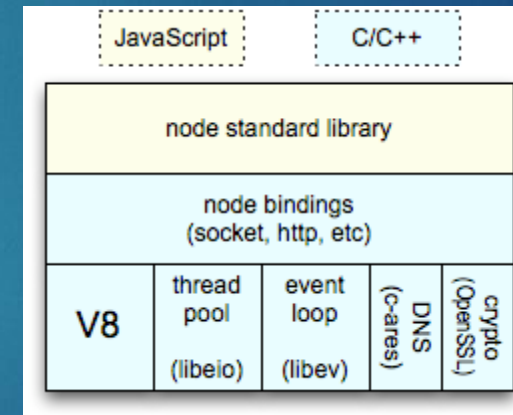 JavaScript
C/C++
node standard library
node bindings
(socket, http, etc)
V8
thread
pool
(libeio)
event
loop
(libev)
DNS
(c-ares)
crypto
(OpenSSL)